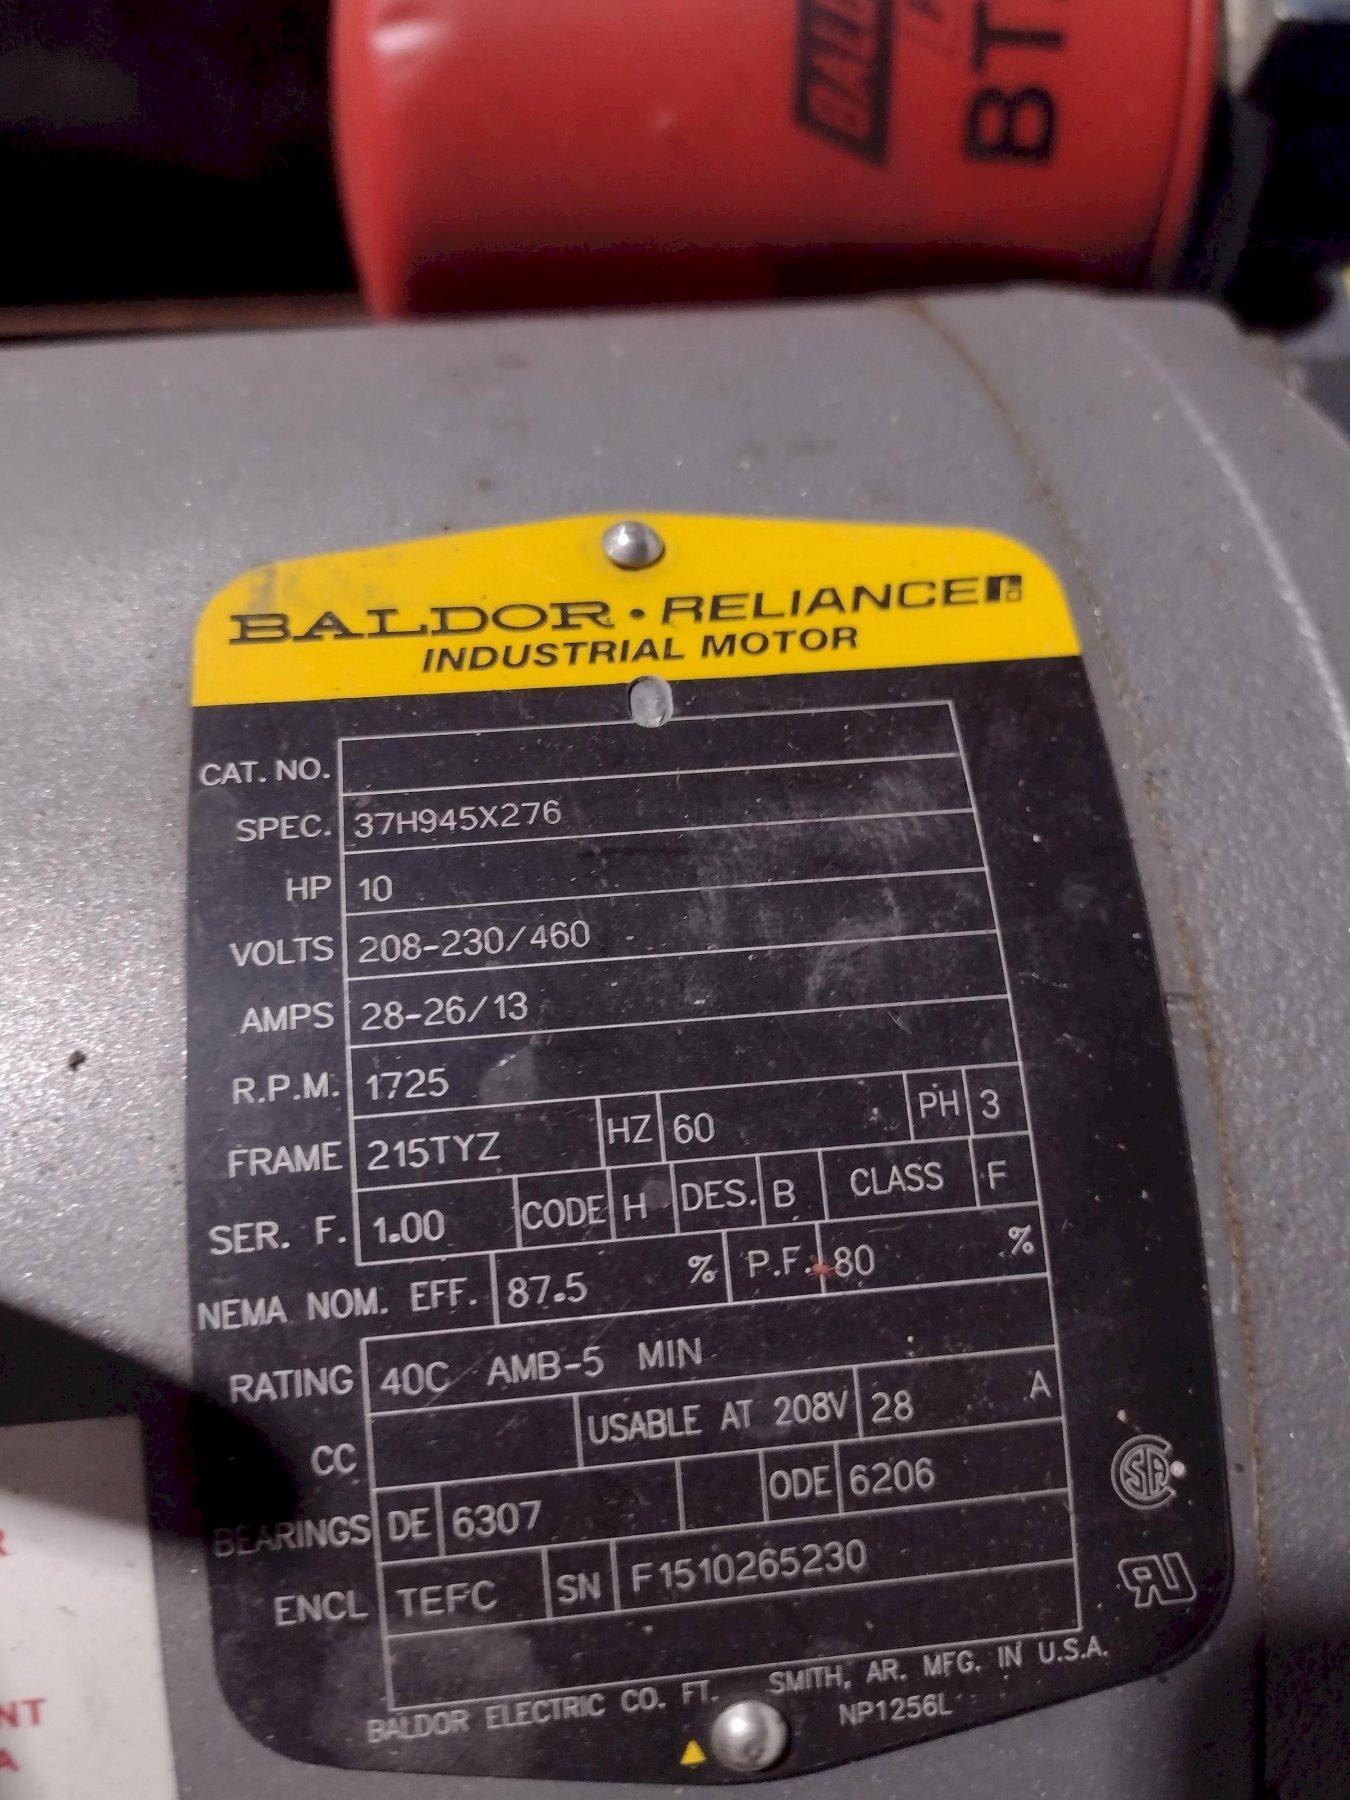 BALD
BT
BALDOR • RELIANCE
INDUSTRIAL MOTOR
CAT. NO.
SPEC. 37H945X276
HP 10
VOLTS 208-230/460
AMPS 28-26/13
R.P.M. 1725
FRAME 215TYZ HZ 60 PH 3
SER. F. 1.00 CODE H DES. B CLASS F
NEMA NOM. EFF. 87.5 % P.F. 80 %
RATING 40C AMB-5 MIN
CC USABLE AT 208V 28 A
BEARINGS DE 6307 ODE 6206
ENCL TEFC SN F1510265230
BALDOR ELECTRIC CO. FT. SMITH, AR. MFG. IN U.S.A.
NP1256L
R
NT
A